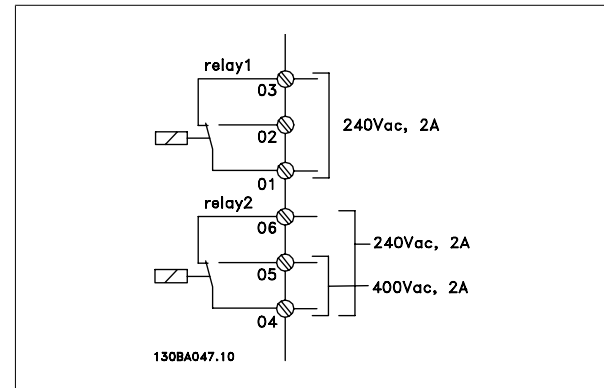 relay1
03
02
240Vac, 2A
01
relay2
06
240Vac, 2A
05
400Vac, 2A
04
130BA047.10